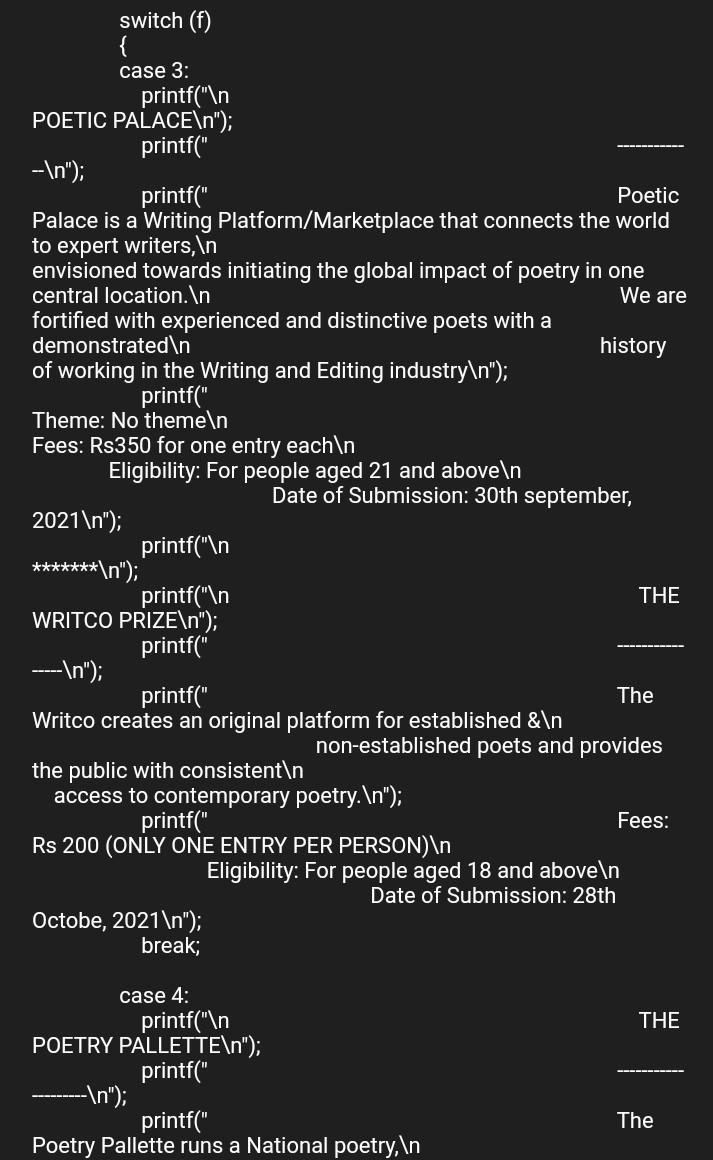 switch (f)
{
case 3:
printf("\n
POETIC PALACE\n");
printf(" -----------
--\n");
printf(" Poetic
Palace is a Writing Platform/Marketplace that connects the world
to expert writers,\n
envisioned towards initiating the global impact of poetry in one
central location.\n We are
fortified with experienced and distinctive poets with a
demonstrated\n history
of working in the Writing and Editing industry\n");
printf("
Theme: No theme\n
Fees: Rs350 for one entry each\n
Eligibility: For people aged 21 and above\n
Date of Submission: 30th september,
2021\n");
printf("\n
*******\n");
printf("\n THE
WRITCO PRIZE\n");
printf(" -----------
-----\n");
printf(" The
Writco creates an original platform for established &\n
non-established poets and provides
the public with consistent\n
access to contemporary poetry.\n");
printf(" Fees:
Rs 200 (ONLY ONE ENTRY PER PERSON)\n
Eligibility: For people aged 18 and above\n
Date of Submission: 28th
Octobe, 2021\n");
break;
case 4:
printf("\n THE
POETRY PALLETTE\n");
printf(" -----------
---------\n");
printf(" The
Poetry Pallette runs a National poetry,\n